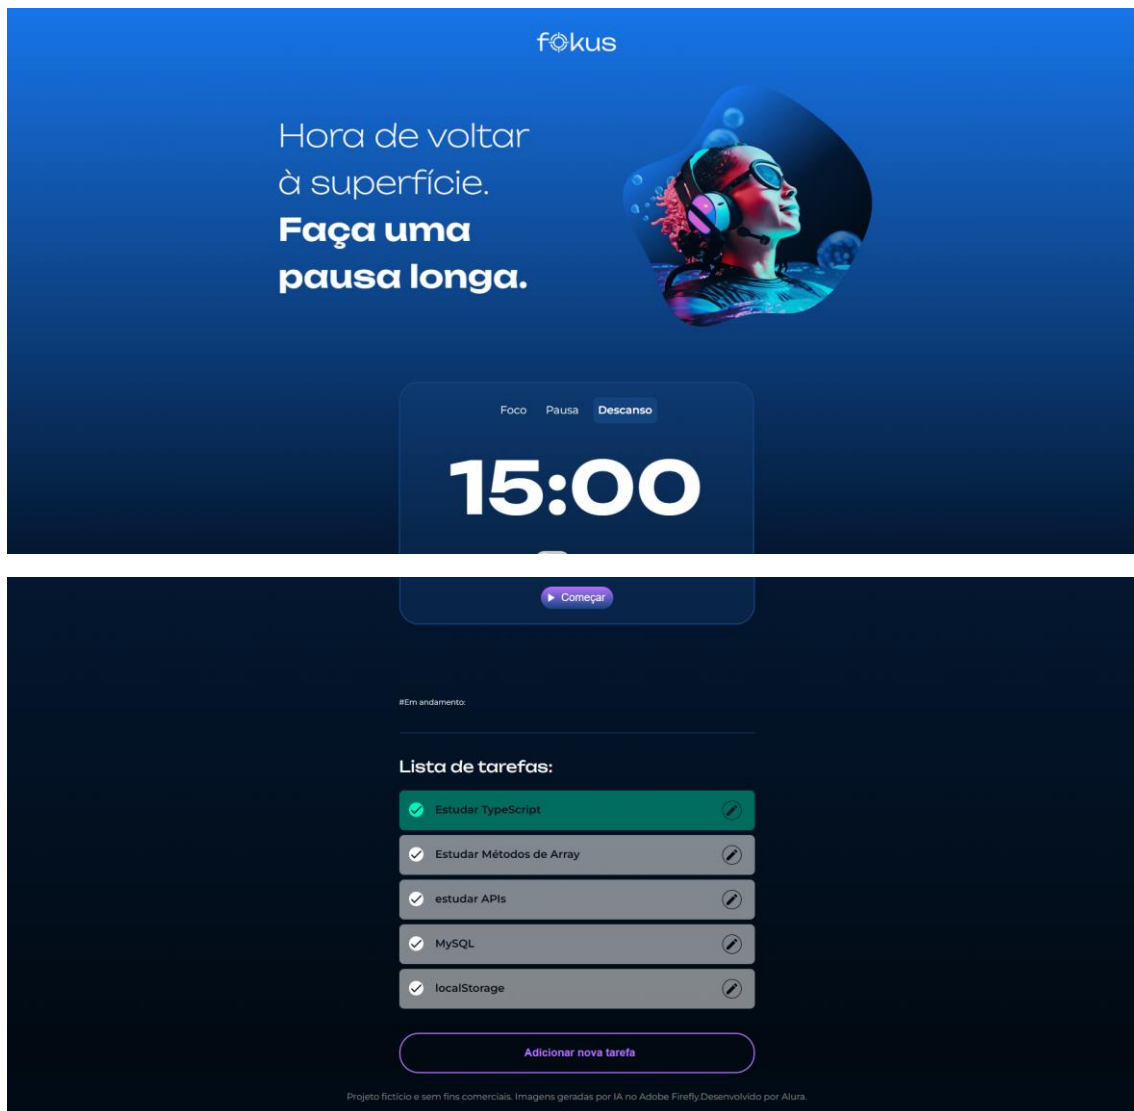 fokus
Hora de voltar
à superfície.
Faça uma
pausa longa.
Foco Pausa Descanso
15:00
Começar
#Em andamento:
Lista de tarefas:
Estudar TypeScript
Estudar Métodos de Array
estudar APIs
MySQL
localStorage
Adicionar nova tarefa
Projeto fictício e sem fins comerciais. Imagens geradas por IA no Adobe Firefly.Desenvolvido por Alura.